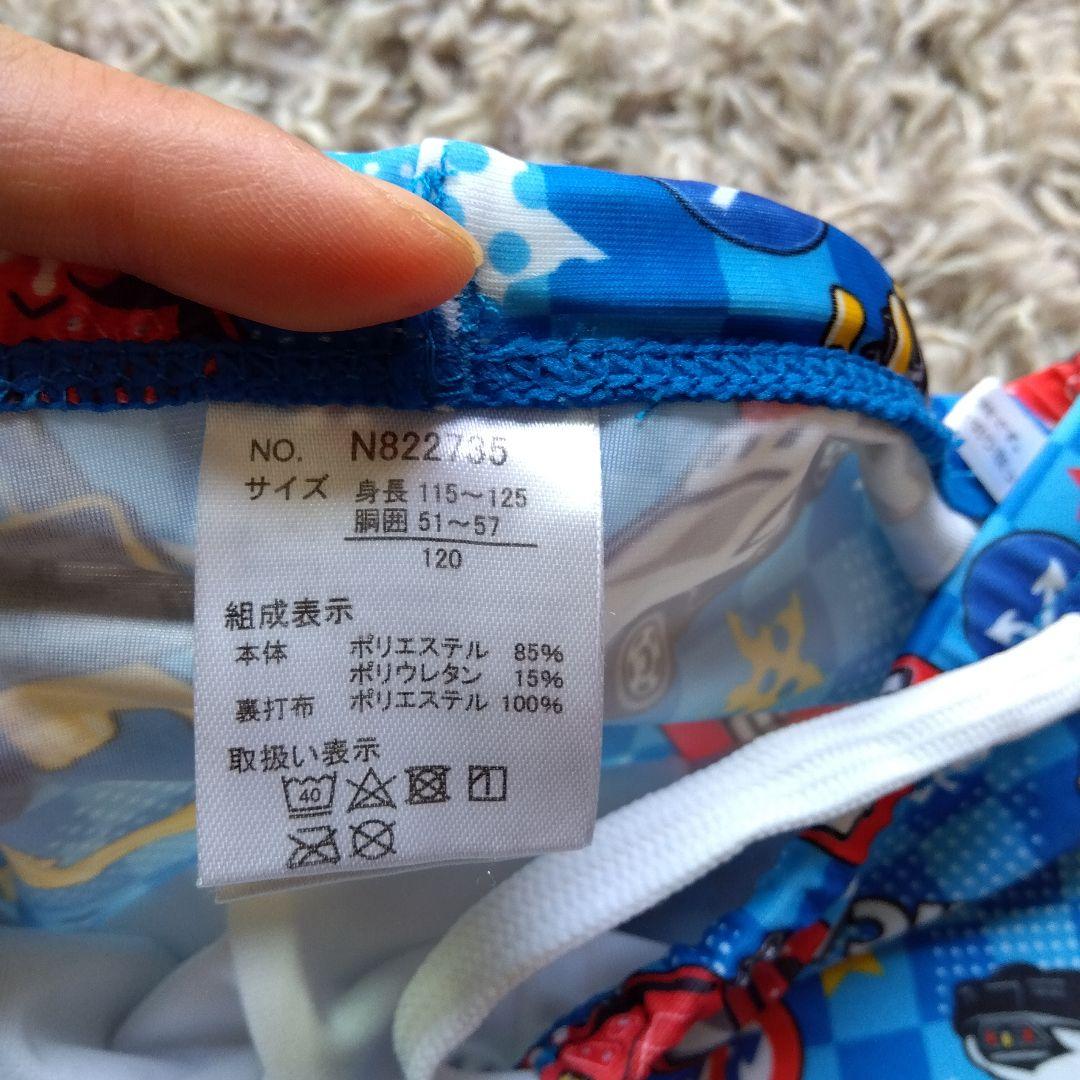 NO. N822735
サイズ 身長 115～125
胴囲 51～57
120
組成表示
本体 ポリエステル 85%
ポリウレタン 15%
裏打布 ポリエステル 100%
取扱い表示
40
1